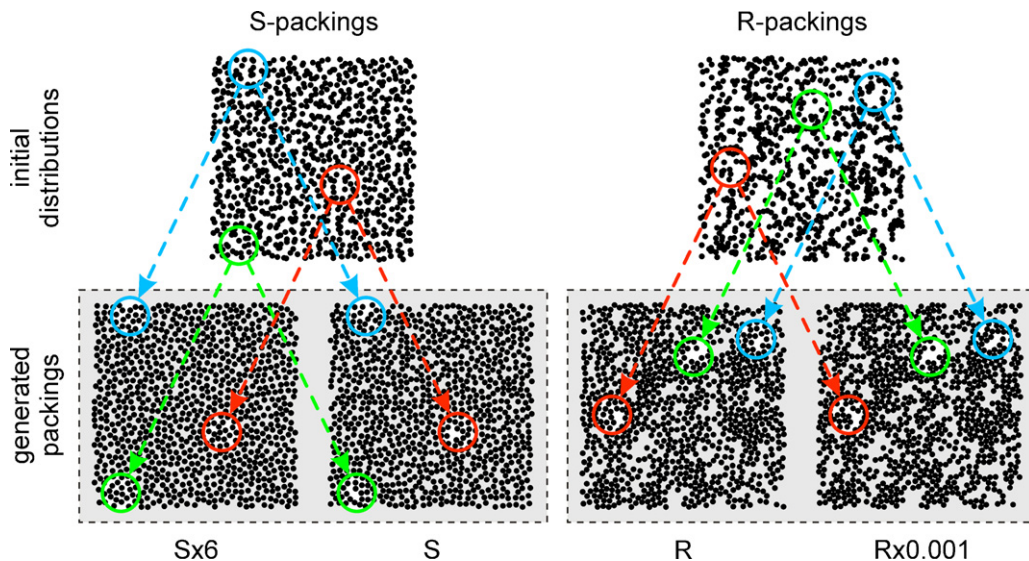 S-packings
R-packings
initial
distributions
generated
packings
Sx6
S
R
Rx0.001